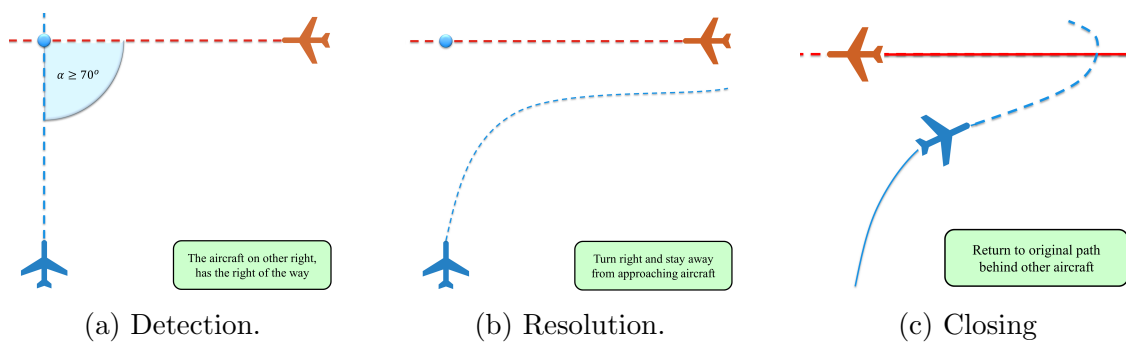 α ≥ 70°
The aircraft on other right,
has the right of the way
Turn right and stay away
from approaching aircraft
Return to original path
behind other aircraft
(a) Detection.
(b) Resolution.
(c) Closing